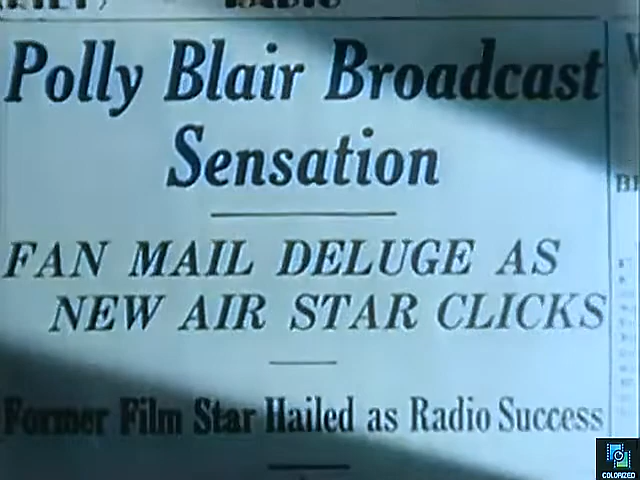 RADIO
Polly Blair Broadcast
Sensation
FAN MAIL DELUGE AS
NEW AIR STAR CLICKS
Former Film Star Hailed as Radio Success
COLORIZED